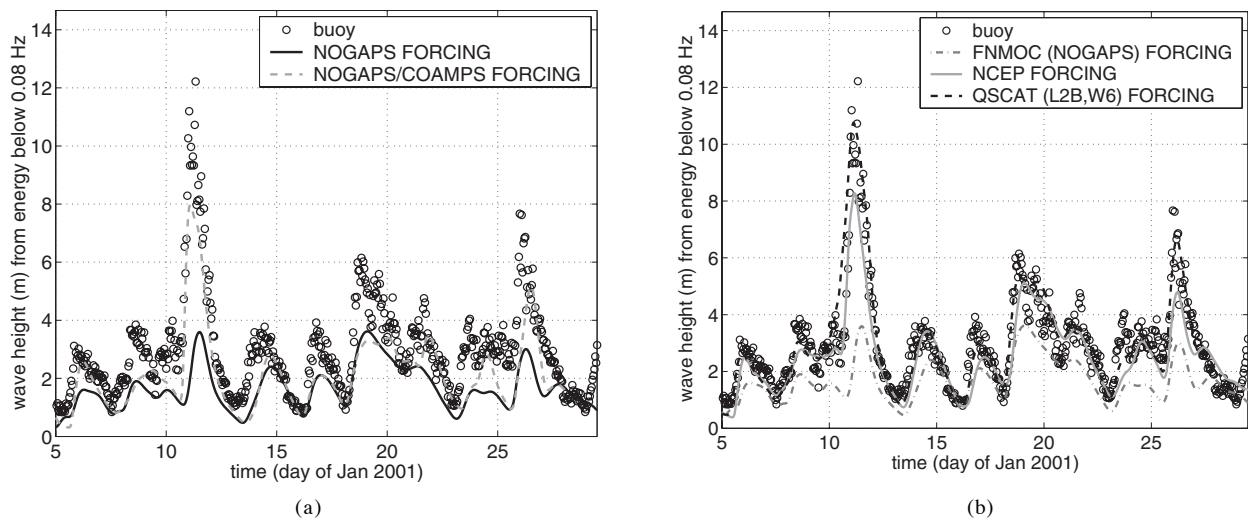 wave height (m) from energy below 0.08 Hz
14
12
10
8
6
4
2
0
buoy
NOGAPS FORCING
NOGAPS/COAMPS FORCING
5 10 15 20 25
time (day of Jan 2001)
(a)
wave height (m) from energy below 0.08 Hz
14
12
10
8
6
4
2
0
buoy
FNMOC (NOGAPS) FORCING
NCEP FORCING
QSCAT (L2B,W6) FORCING
5 10 15 20 25
time (day of Jan 2001)
(b)